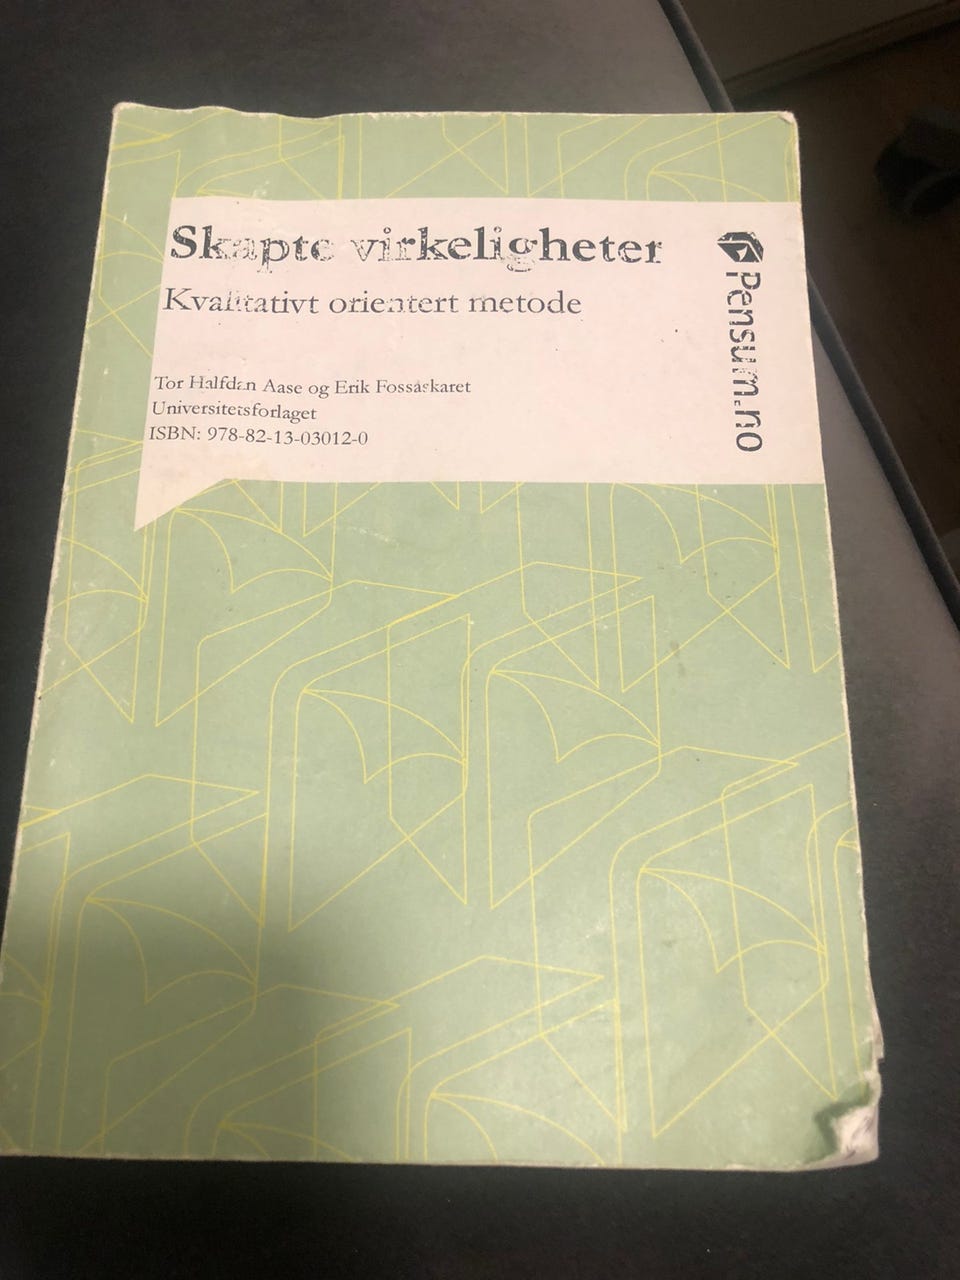 Skapte virkeligheter
Kvalitativt orientert metode
Tor Halfdan Aase og Erik Fossåskaret
Universitetsforlaget
ISBN: 978-82-13-03012-0
Pensum.no